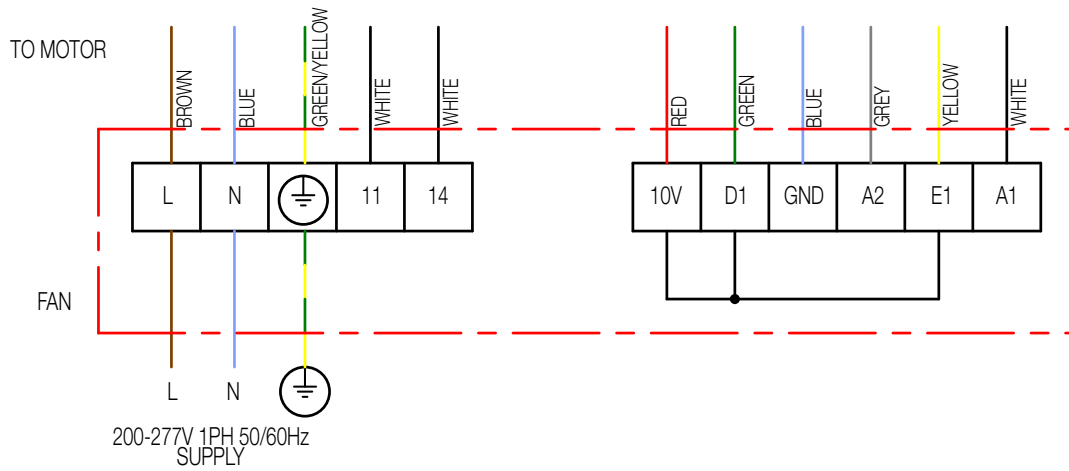 TO MOTOR
BROWN
BLUE
GREEN/YELLOW
WHITE
WHITE
RED
GREEN
BLUE
GREY
YELLOW
WHITE
L N 11 14 10V D1 GND A2 E1 A1
FAN
L N
200-277V 1PH 50/60Hz
SUPPLY